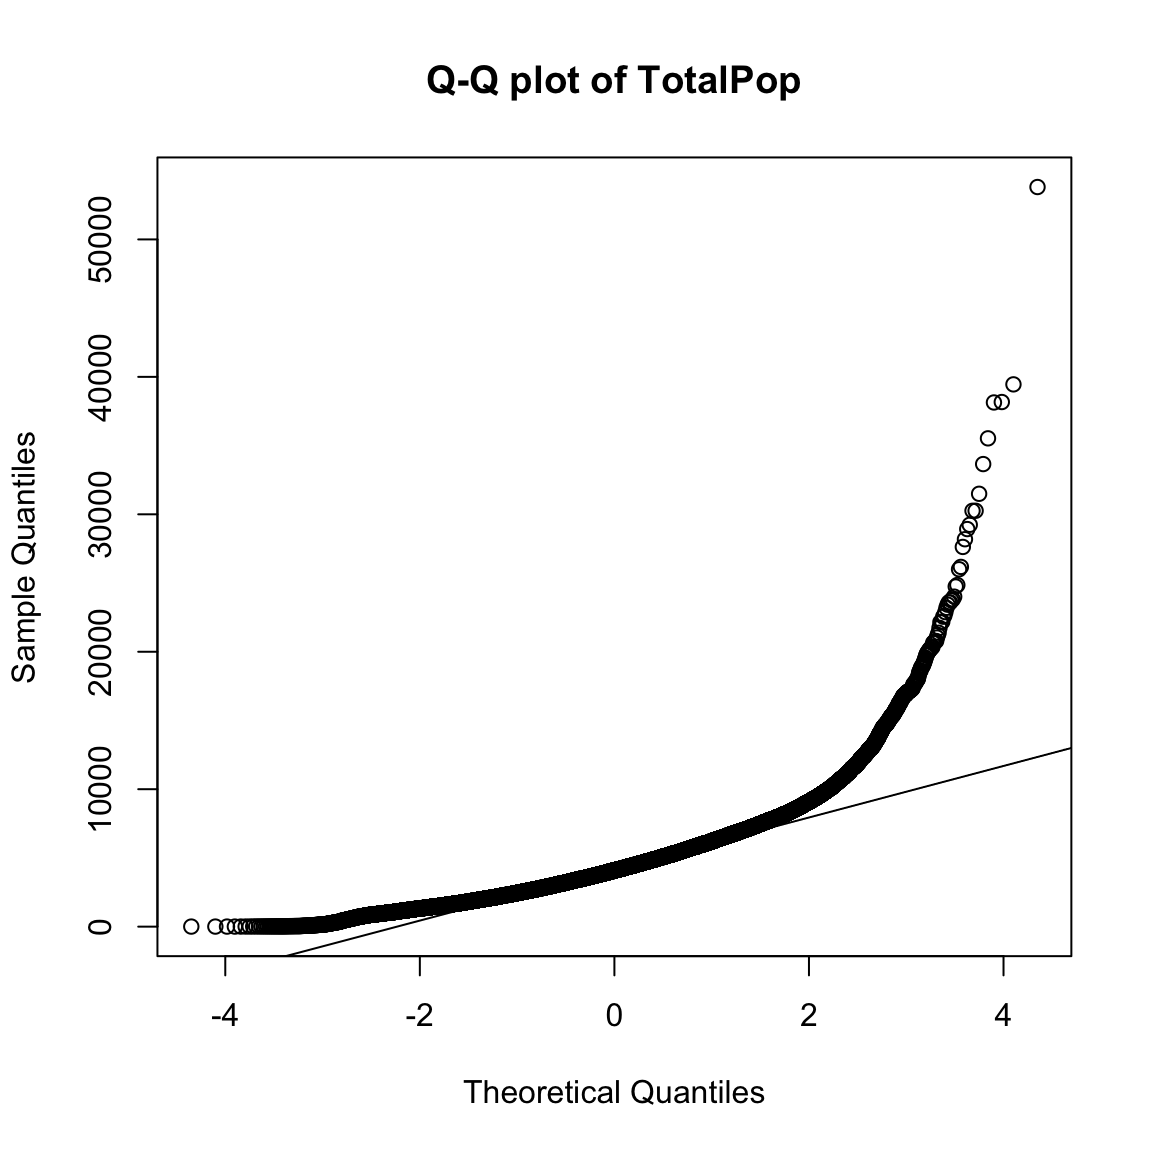 Q-Q plot of TotalPop
Sample Quantiles
50000
40000
30000
20000
10000
0
-4 -2 0 2 4
Theoretical Quantiles